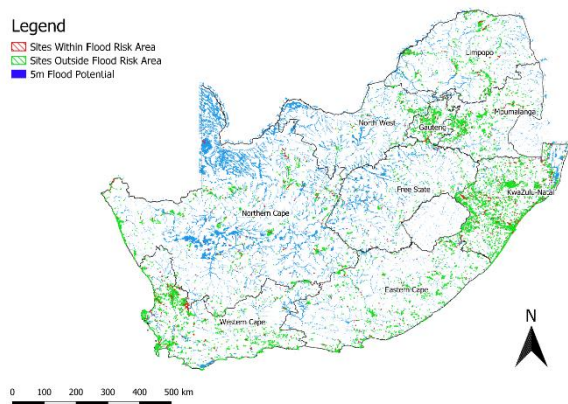 Legend
Sites Within Flood Risk Area
Sites Outside Flood Risk Area
5m Flood Potential
Limpopo
Mpumalanga
North West
Gauteng
KwaZulu-Natal
Free State
Northern Cape
Eastern Cape
Western Cape
N
0 100 200 300 400 500 km